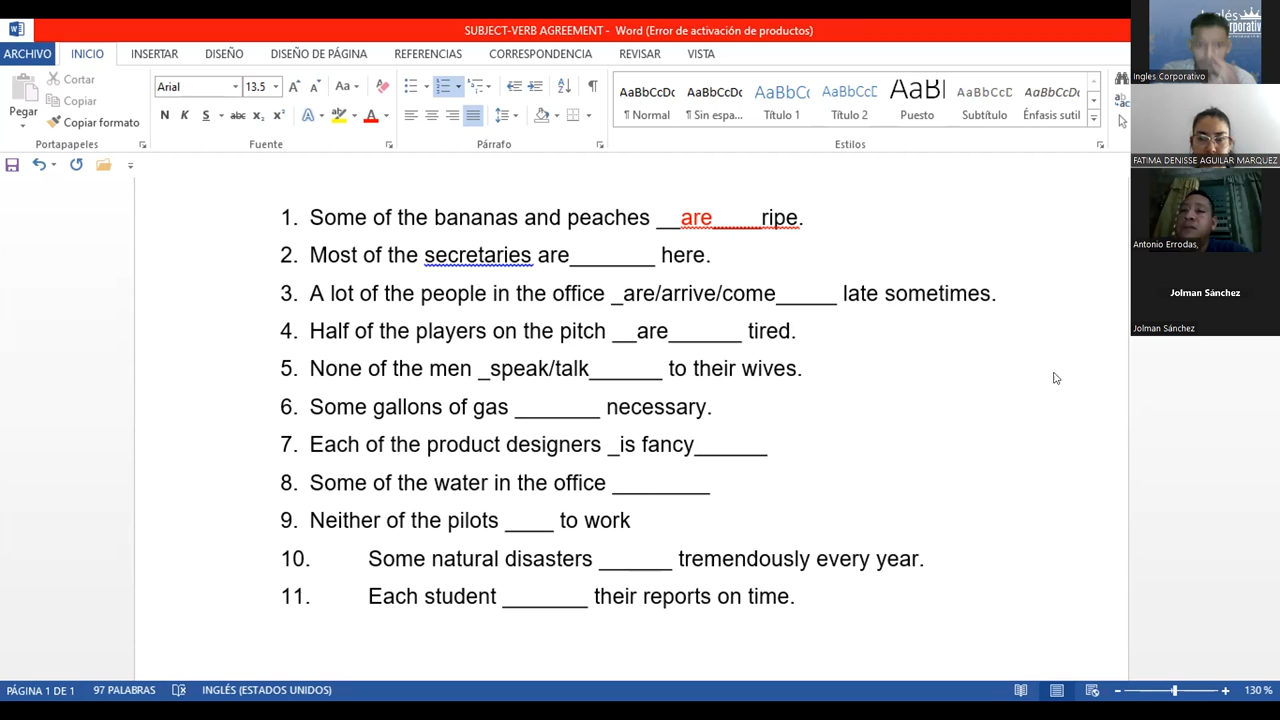 SUBJECT-VERB AGREEMENT - Word (Error de activación de productos)
ARCHIVO INICIO INSERTAR DISEÑO DISEÑO DE PÁGINA REFERENCIAS CORRESPONDENCIA REVISAR VISTA
Pegar
Cortar
Copiar
Copiar formato
Portapapeles
Arial 13.5
Aa
N K S abc x₂ x²
A A
Fuente
Párrafo
AaBbCcDc AaBbCcDc AaBbCc AaBbCcD AaBbI AaBbCcD AaBbCcDc
¶ Normal ¶ Sin espa... Título 1 Título 2 Puesto Subtítulo Énfasis sutil
Estilos
1. Some of the bananas and peaches __are____ripe.
2. Most of the secretaries are_______ here.
3. A lot of the people in the office _are/arrive/come_____ late sometimes.
4. Half of the players on the pitch __are______ tired.
5. None of the men _speak/talk______ to their wives.
6. Some gallons of gas _______ necessary.
7. Each of the product designers _is fancy______
8. Some of the water in the office ________
9. Neither of the pilots ____ to work
10. Some natural disasters ______ tremendously every year.
11. Each student _______ their reports on time.
PÁGINA 1 DE 1 97 PALABRAS INGLÉS (ESTADOS UNIDOS)
130 %
Ingles Corporativo
FATIMA DENISSE AGUILAR MARQUEZ
Antonio Errodas,
Jolman Sánchez
Jolman Sánchez